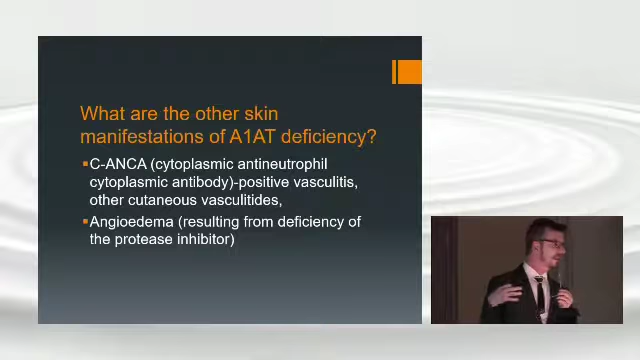 What are the other skin
manifestations of A1AT deficiency?
C-ANCA (cytoplasmic antineutrophil
cytoplasmic antibody)-positive vasculitis,
other cutaneous vasculitides,
Angioedema (resulting from deficiency of
the protease inhibitor)